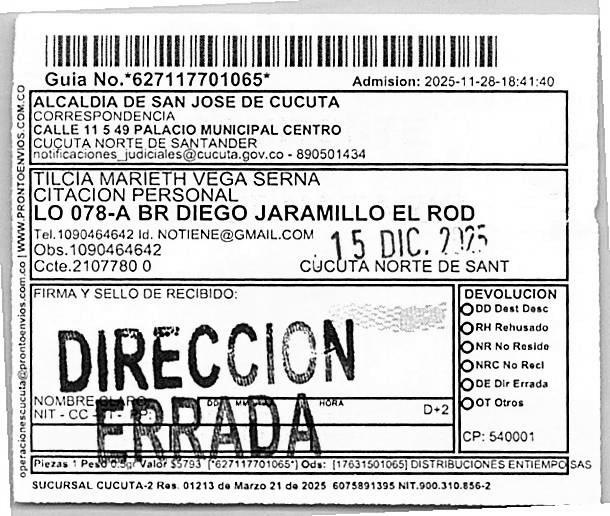 Guia No.*627117701065*
Admision: 2025-11-28-18:41:40
ALCALDIA DE SAN JOSE DE CUCUTA
CORRESPONDENCIA
CALLE 11 5 49 PALACIO MUNICIPAL CENTRO
CUCUTA NORTE DE SANTANDER
notificaciones_judiciales@cucuta.gov.co - 890501434
TILCIA MARIETH VEGA SERNA
CITACION PERSONAL
LO 078-A BR DIEGO JARAMILLO EL ROD
Tel.1090464642 Id. NOTIENE@GMAIL.COM
15 DIC. 2025
Obs.1090464642
Ccte.2107780 0
CUCUTA NORTE DE SANT
FIRMA Y SELLO DE RECIBIDO:
DIRECCION
ERRADA
NOMBRE CLARO
HORA
NIT - CC
D+2
DEVOLUCION
DD Dest Desc
RH Rehusado
NR No Reside
NRC No Recl
DE Dir Errada
OT Otros
CP: 540001
Piezas 1 Peso 0.5gr Valor $5793 (*627117701065*) Ods: [17631501065] DISTRIBUCIONES ENTIEMPO SAS
SUCURSAL CUCUTA-2 Res. 01213 de Marzo 21 de 2025 6075891395 NIT.900.310.856-2
operacionescucuta@prontoenvios.com.co | WWW.PRONTOENVIOS.COM.CO